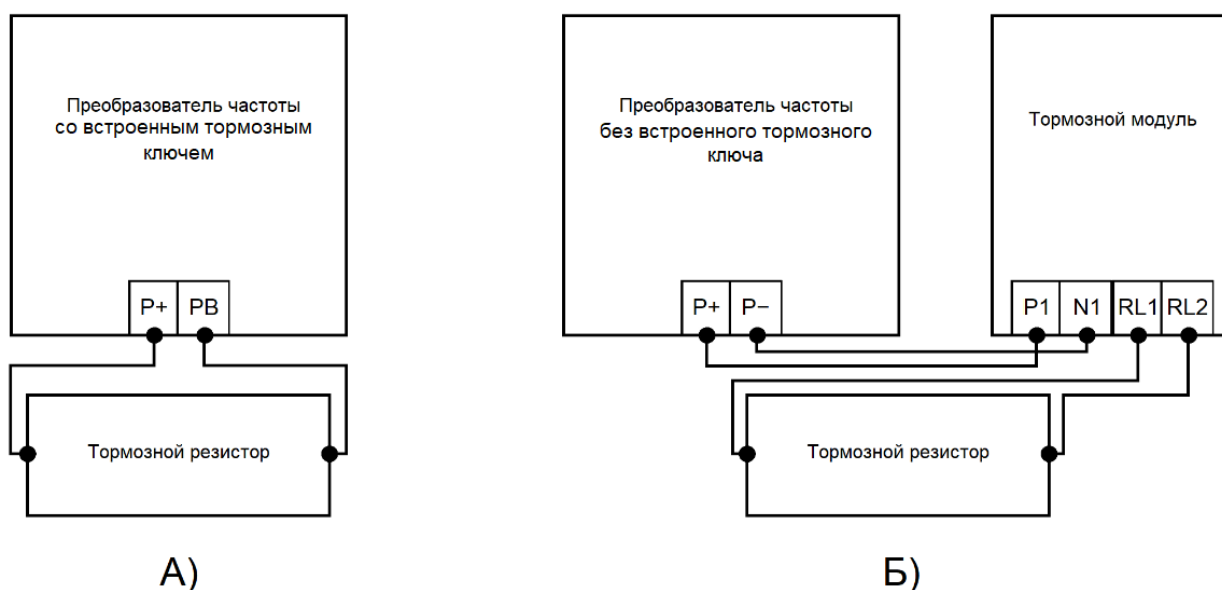 Преобразователь частоты
со встроенным тормозным
ключем
P+ PB
Тормозной резистор
А)
Преобразователь частоты
без встроенного тормозного
ключа
P+ P−
Тормозной модуль
P1 N1 RL1 RL2
Тормозной резистор
Б)